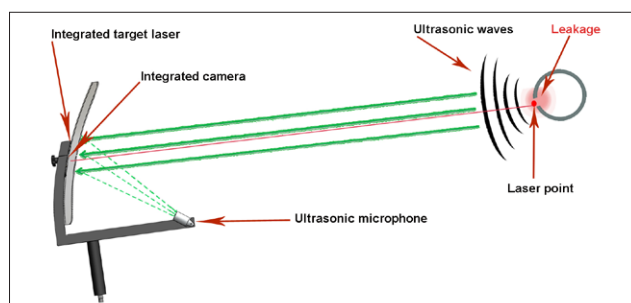 Ultrasonic waves
Leakage
Integrated target laser
Integrated camera
Laser point
Ultrasonic microphone